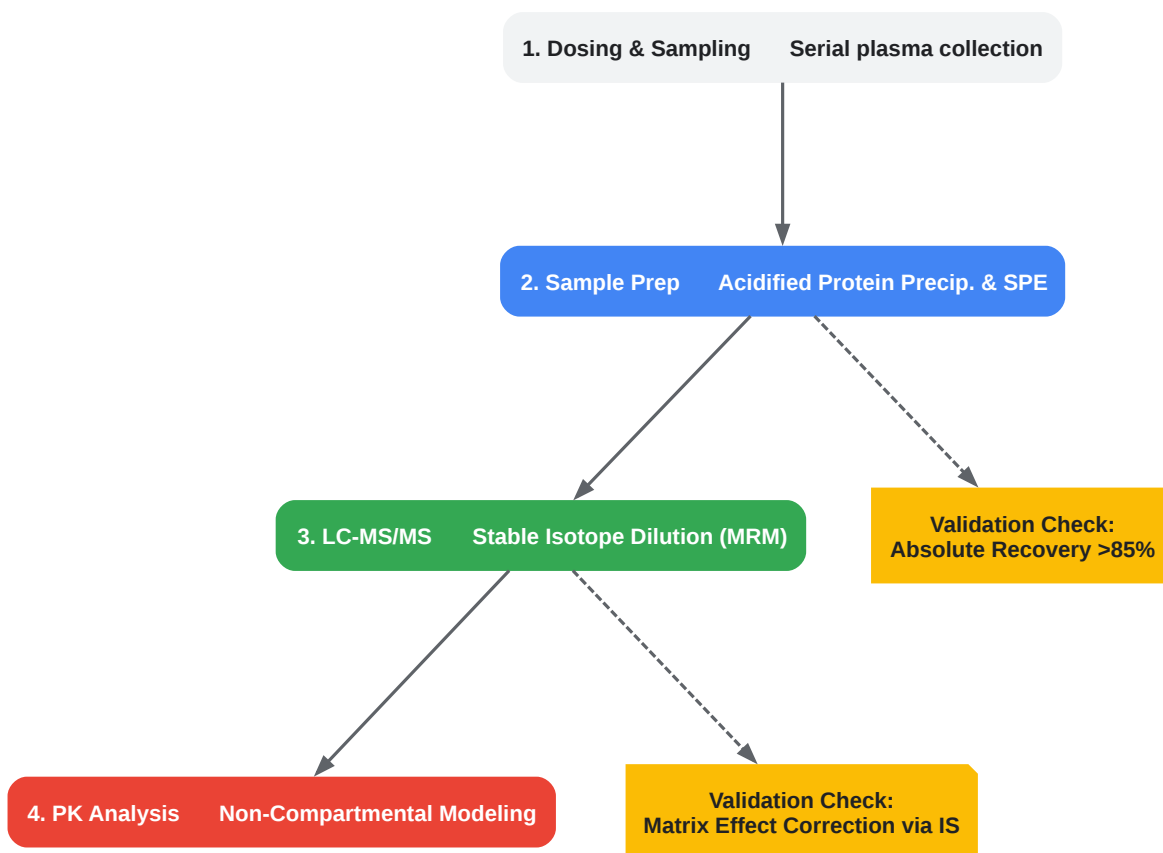 1. Dosing & Sampling Serial plasma collection
2. Sample Prep Acidified Protein Precip. & SPE
3. LC-MS/MS Stable Isotope Dilution (MRM)
Validation Check:
Absolute Recovery >85%
4. PK Analysis Non-Compartmental Modeling
Validation Check:
Matrix Effect Correction via IS